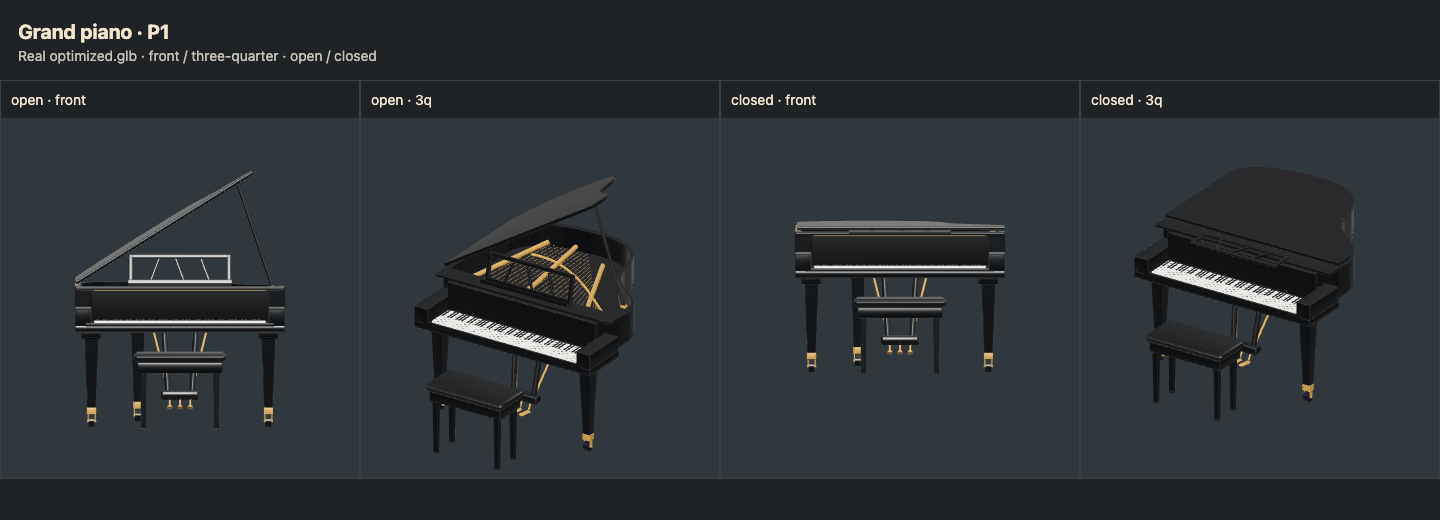 Grand piano · P1
Real optimized.glb · front / three-quarter · open / closed
open · front
open · 3q
closed · front
closed · 3q